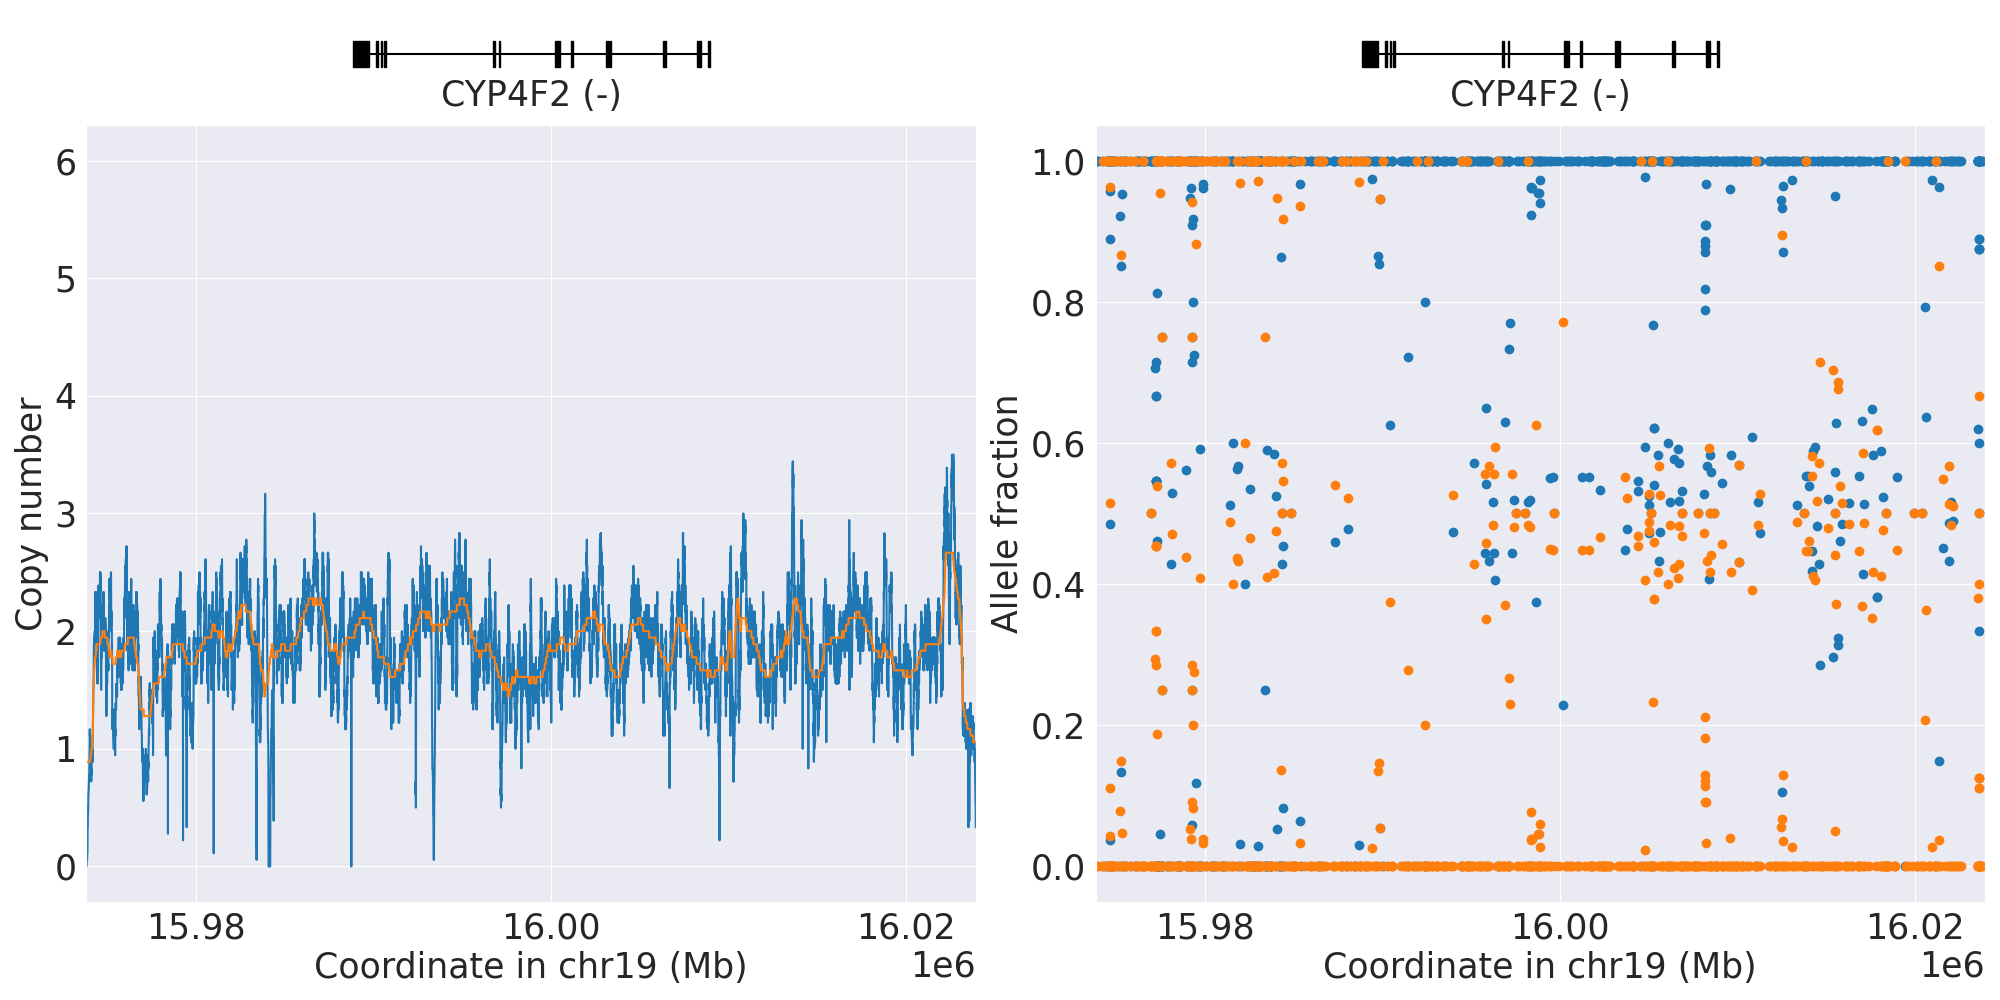 CYP4F2 (-)
6
5
4
3
2
1
0
Copy number
15.98
16.00
16.02
Coordinate in chr19 (Mb)
1e6
CYP4F2 (-)
1.0
0.8
0.6
0.4
0.2
0.0
Allele fraction
15.98
16.00
16.02
Coordinate in chr19 (Mb)
1e6